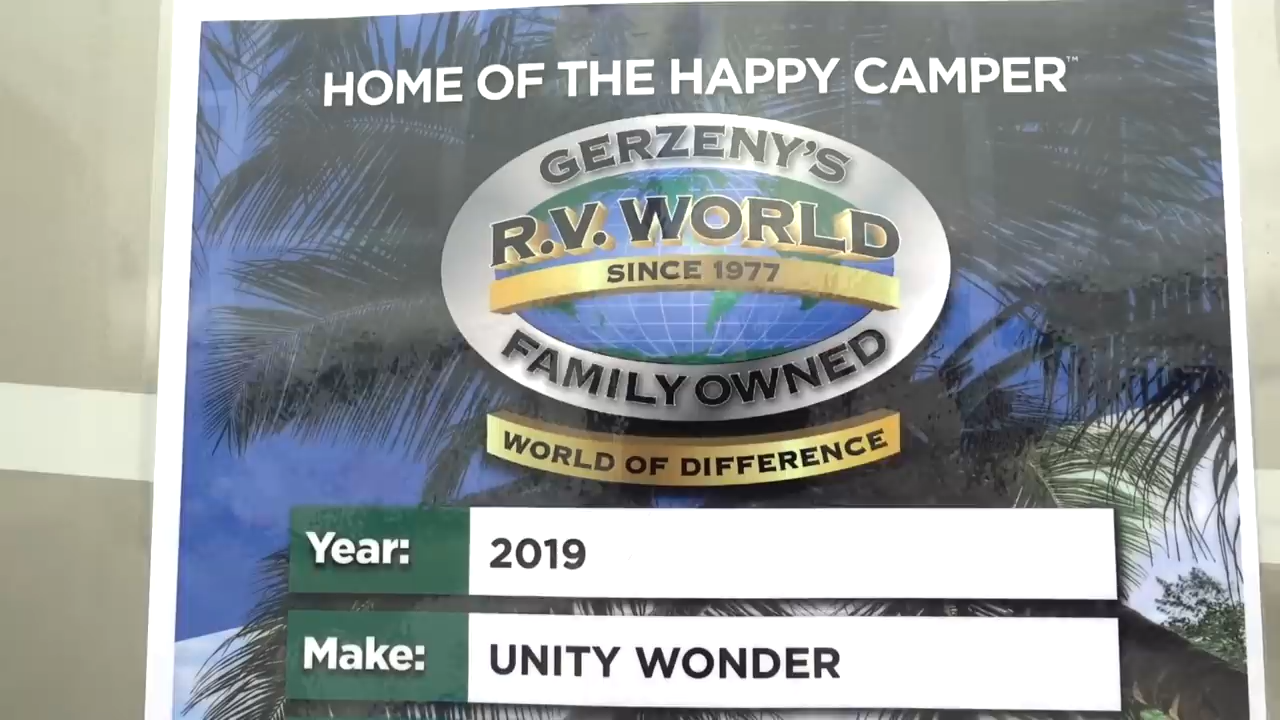 HOME OF THE HAPPY CAMPER™
GERZENY'S
R.V. WORLD
SINCE 1977
FAMILY OWNED
WORLD OF DIFFERENCE
Year: 2019
Make: UNITY WONDER